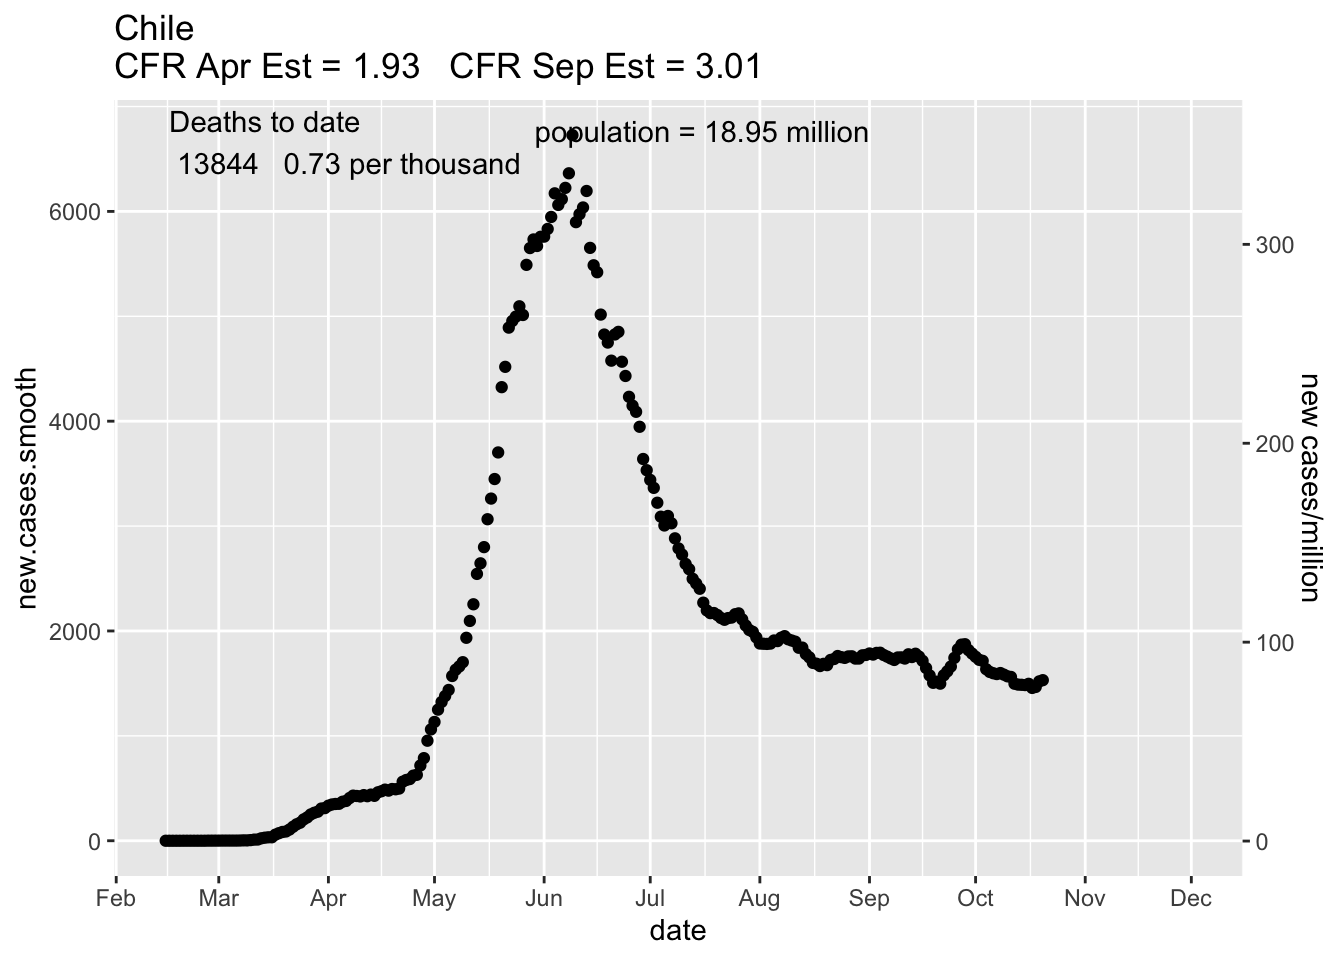 Chile
CFR Apr Est = 1.93   CFR Sep Est = 3.01
Deaths to date
13844   0.73 per thousand
population = 18.95 million
new.cases.smooth
6000
4000
2000
0
new cases/million
300
200
100
0
Feb Mar Apr May Jun Jul Aug Sep Oct Nov Dec
date